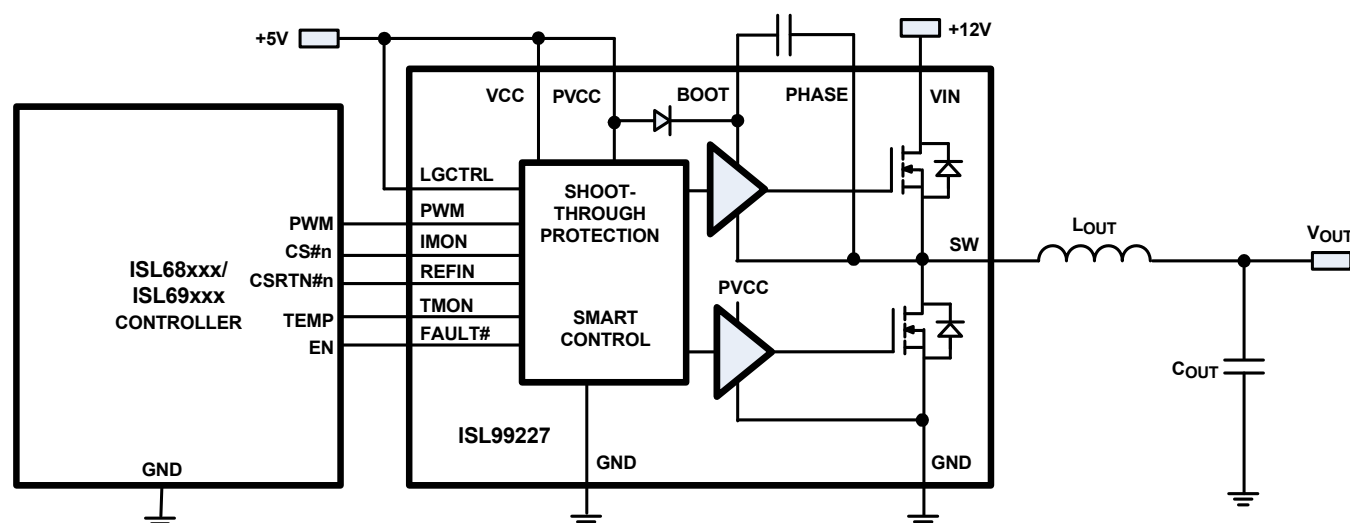 +5V
+12V
VCC
PVCC
BOOT
PHASE
VIN
LGCTRL
PWM
IMON
REFIN
TMON
FAULT#
SHOOT-
THROUGH
PROTECTION
SMART
CONTROL
PWM
CS#n
CSRTN#n
TEMP
EN
ISL68xxx/
ISL69xxx
CONTROLLER
GND
PVCC
SW
LOUT
VOUT
COUT
ISL99227
GND
GND